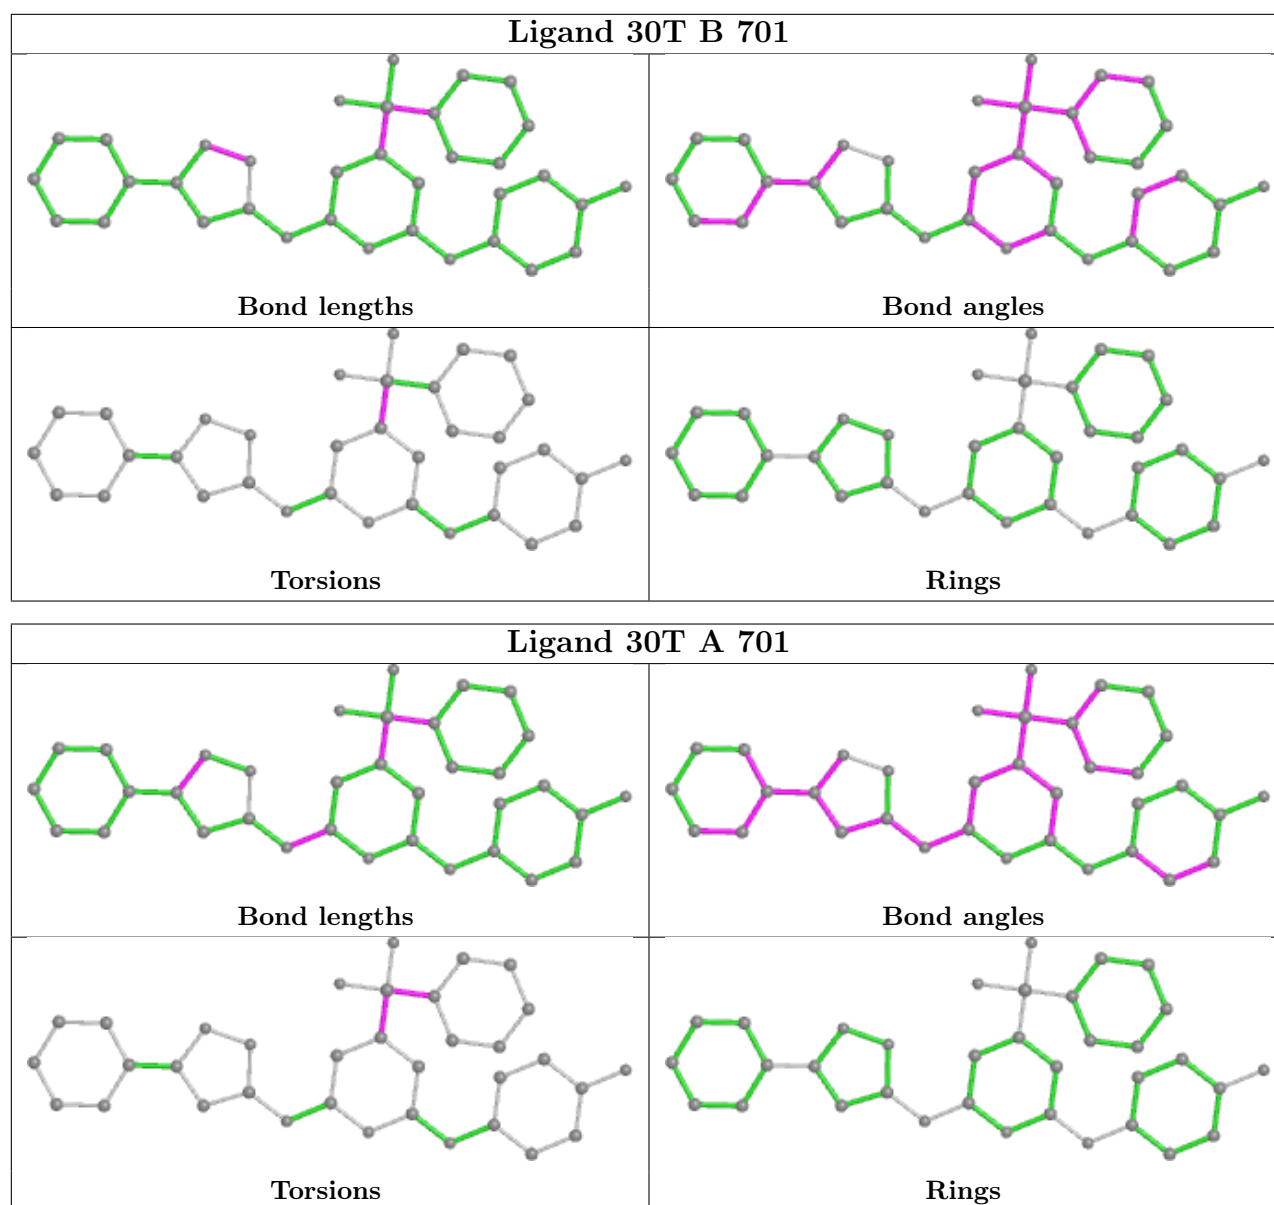 Ligand 30T B 701
Bond lengths
Bond angles
Torsions
Rings
Ligand 30T A 701
Bond lengths
Bond angles
Torsions
Rings